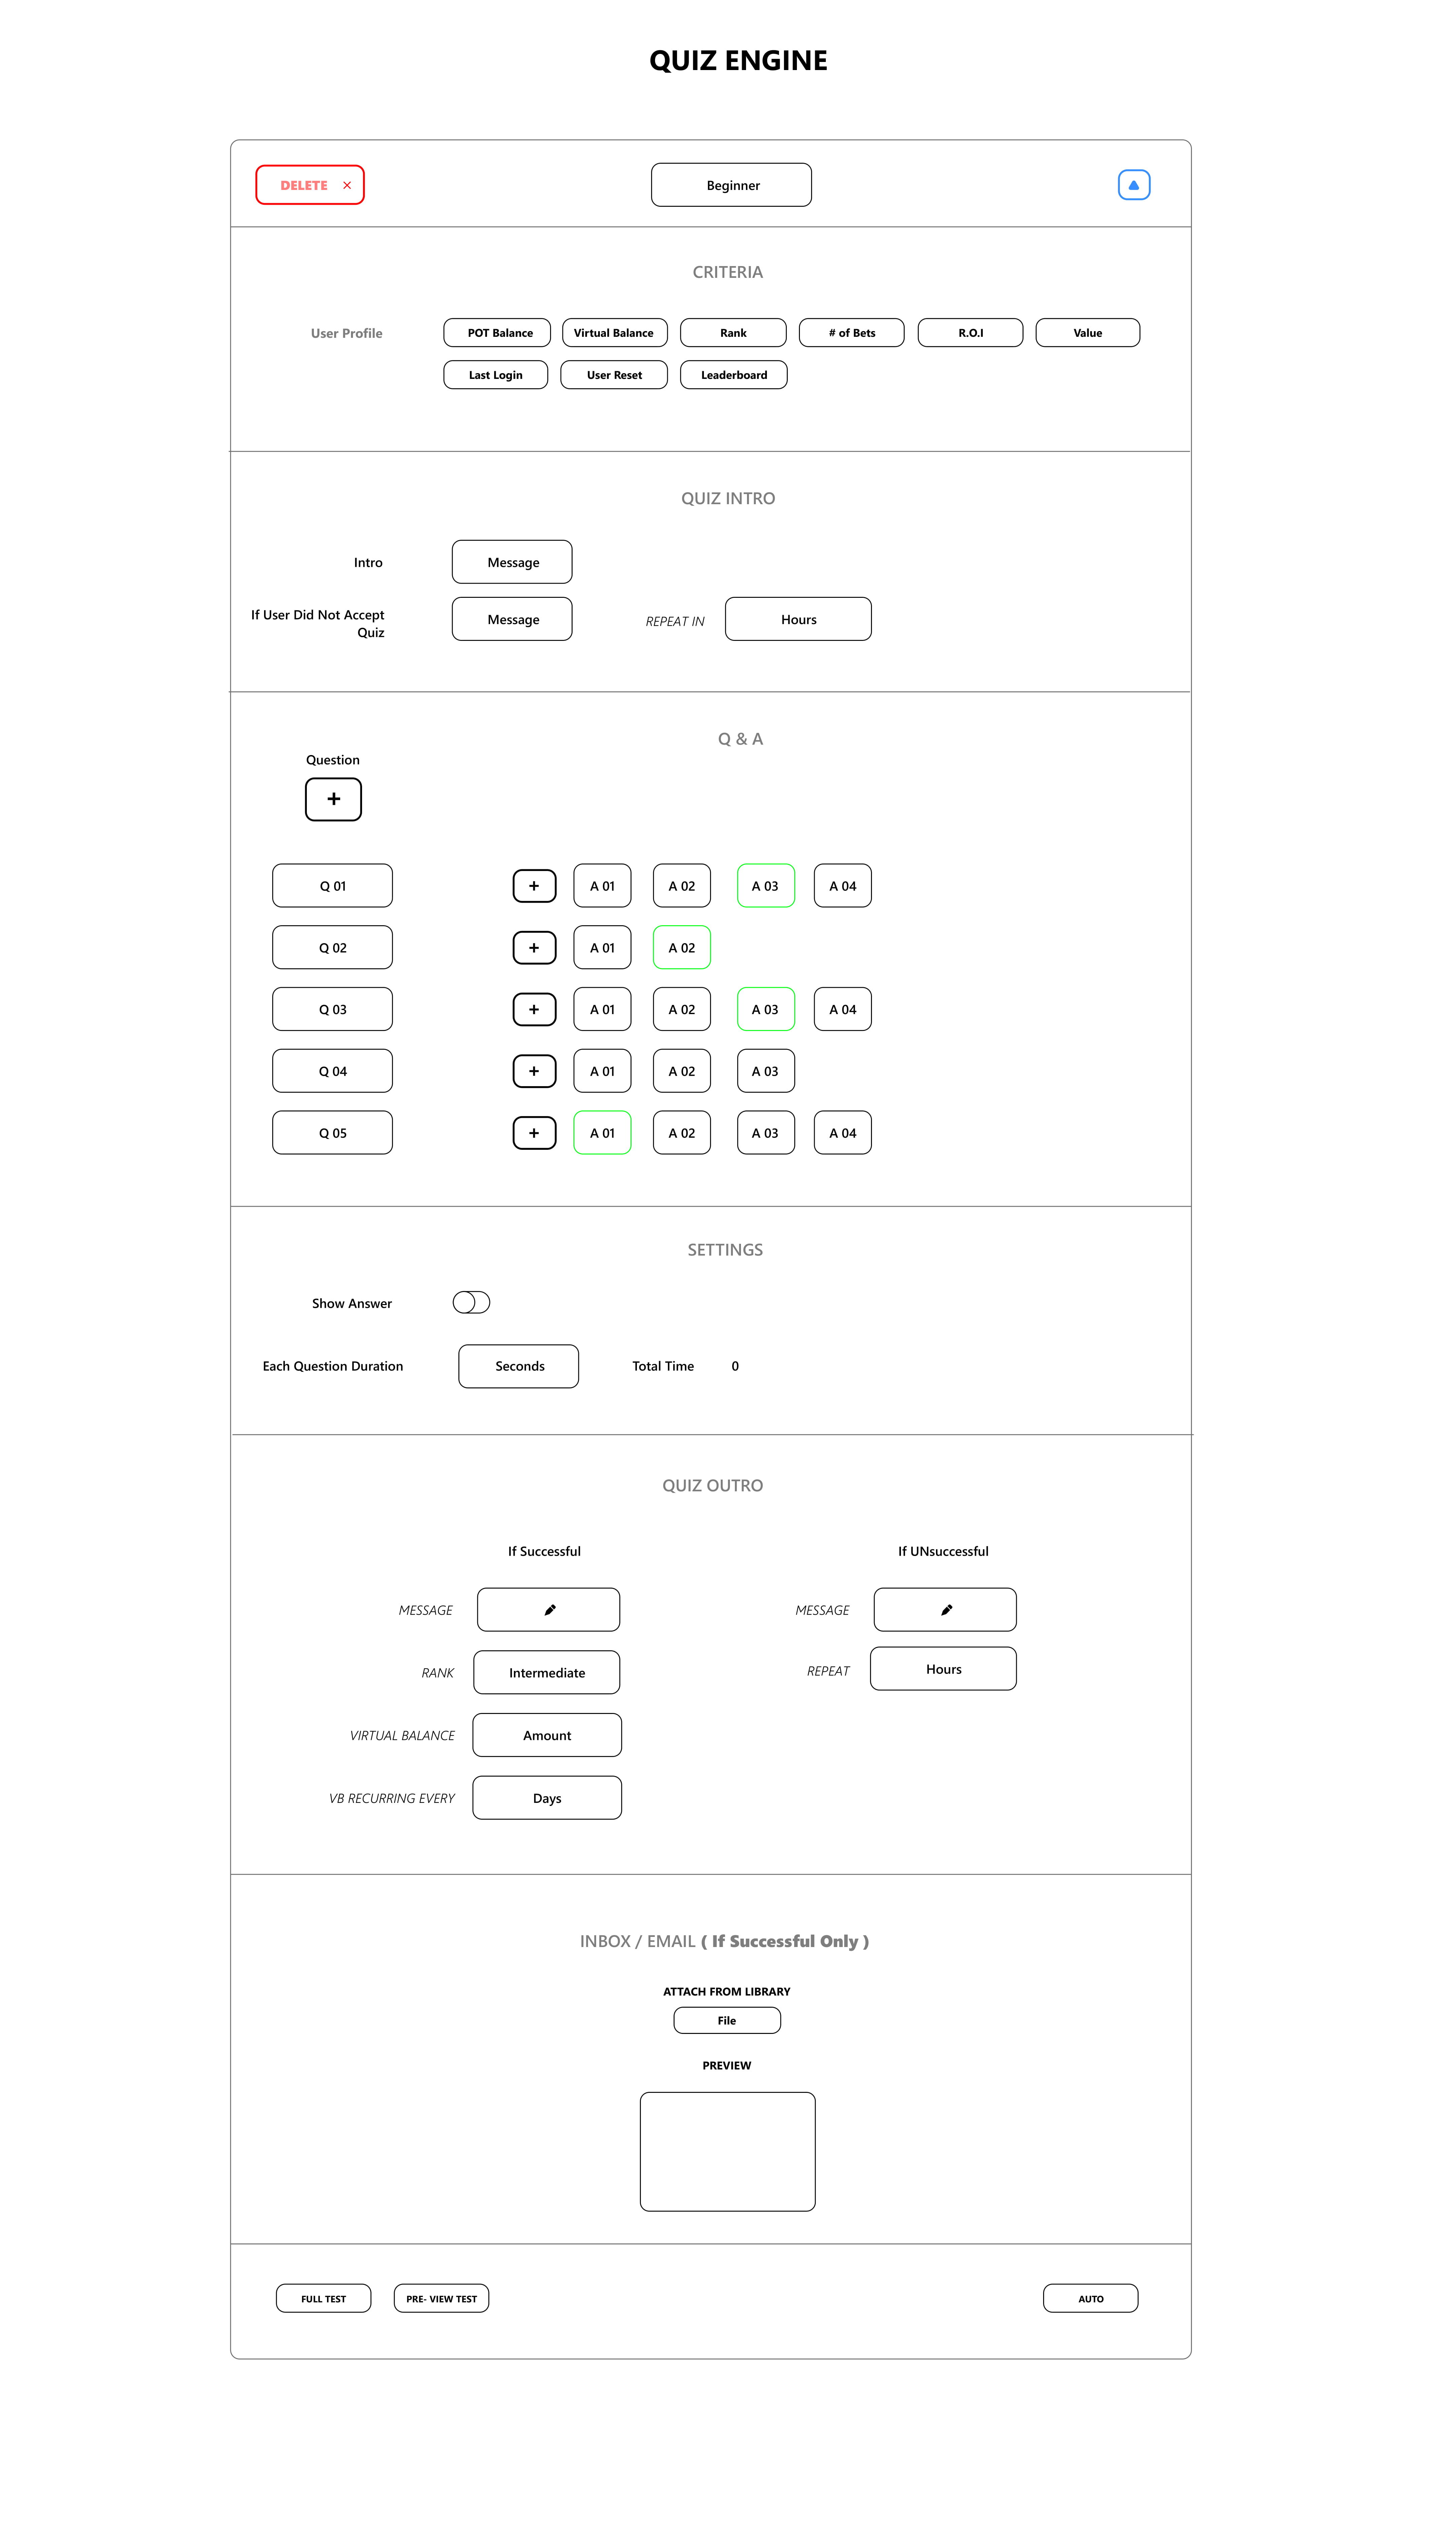 QUIZ ENGINE
DELETE ×
Beginner
CRITERIA
User Profile
POT Balance
Virtual Balance
Rank
# of Bets
R.O.I
Value
Last Login
User Reset
Leaderboard
QUIZ INTRO
Intro
Message
If User Did Not Accept
Quiz
Message
REPEAT IN
Hours
Q & A
Question
+
Q 01
+
A 01
A 02
A 03
A 04
Q 02
+
A 01
A 02
Q 03
+
A 01
A 02
A 03
A 04
Q 04
+
A 01
A 02
A 03
Q 05
+
A 01
A 02
A 03
A 04
SETTINGS
Show Answer
Each Question Duration
Seconds
Total Time
0
QUIZ OUTRO
If Successful
MESSAGE
RANK
Intermediate
VIRTUAL BALANCE
Amount
VB RECURRING EVERY
Days
If UNsuccessful
MESSAGE
REPEAT
Hours
INBOX / EMAIL ( If Successful Only )
ATTACH FROM LIBRARY
File
PREVIEW
FULL TEST
PRE- VIEW TEST
AUTO